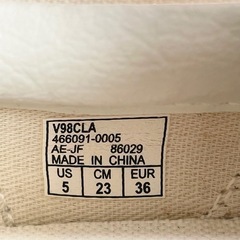 V98CLA
466091-0005
AE-JF 86029
MADE IN CHINA
US CM EUR
5 23 36